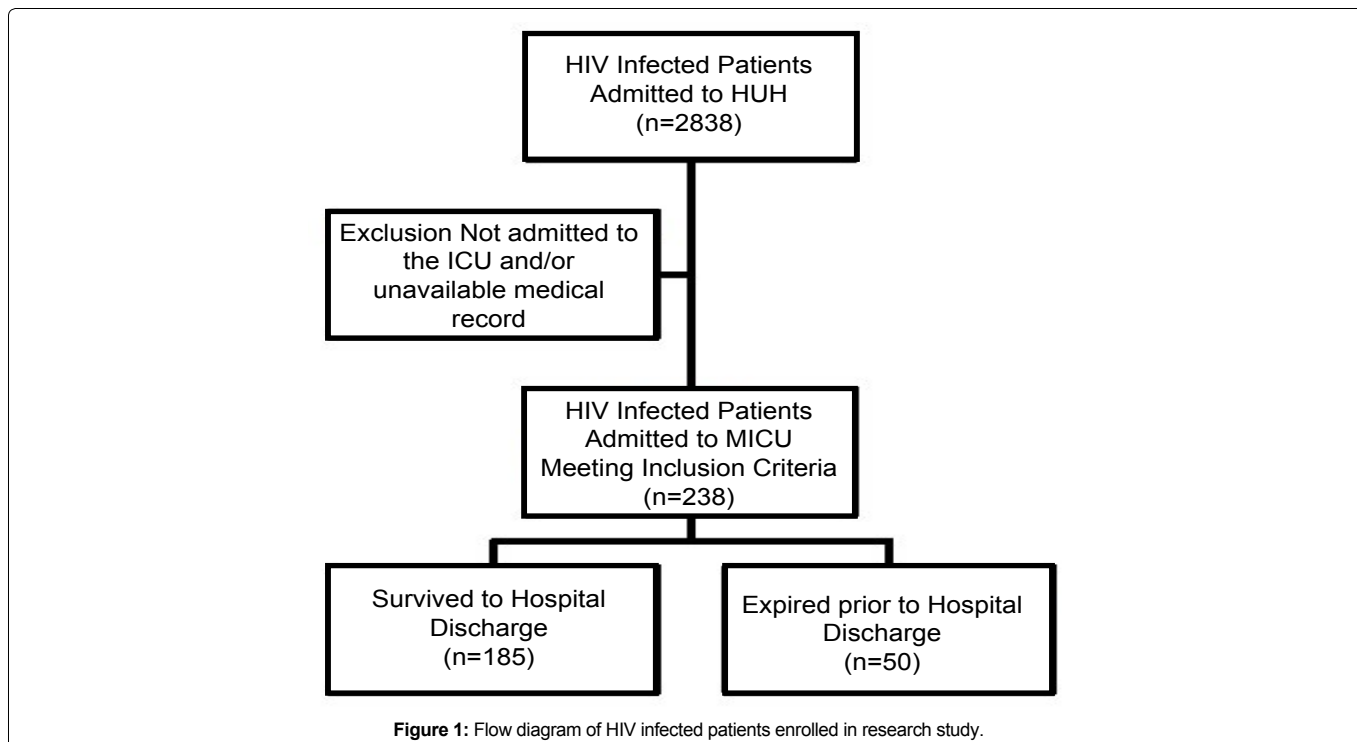 HIV Infected Patients
Admitted to HUH
(n=2838)
Exclusion Not admitted to
the ICU and/or
unavailable medical
record
HIV Infected Patients
Admitted to MICU
Meeting Inclusion Criteria
(n=238)
Survived to Hospital
Discharge
(n=185)
Expired prior to Hospital
Discharge
(n=50)
Figure 1: Flow diagram of HIV infected patients enrolled in research study.